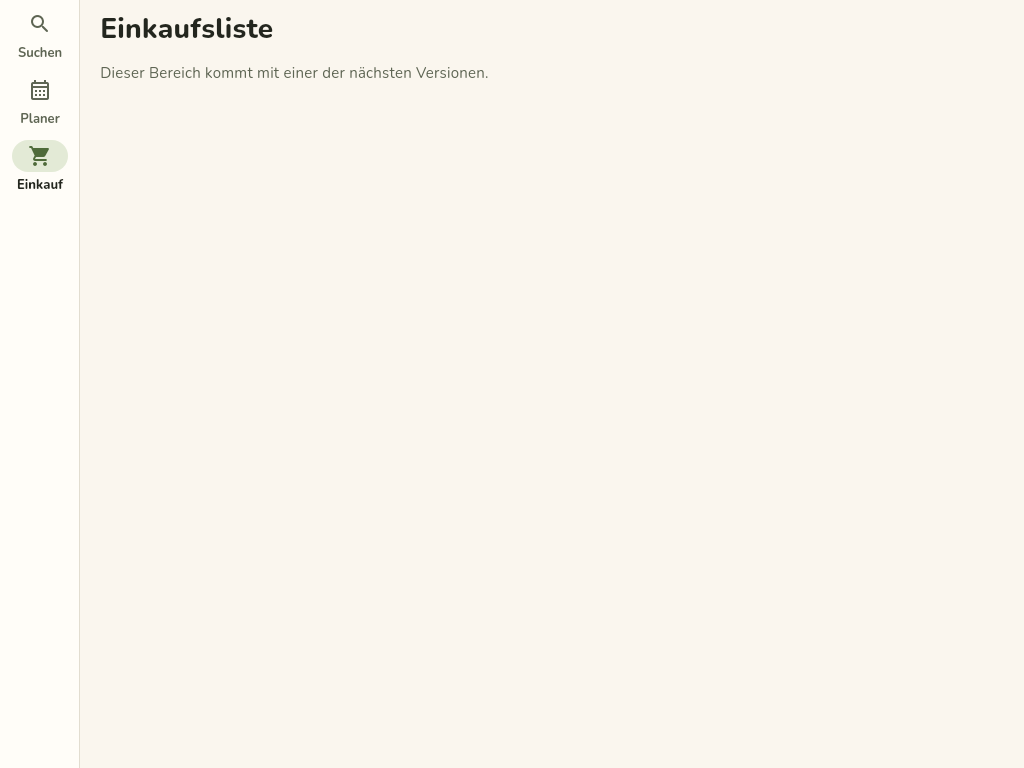 Suchen
Planer
Einkauf
Einkaufsliste
Dieser Bereich kommt mit einer der nächsten Versionen.